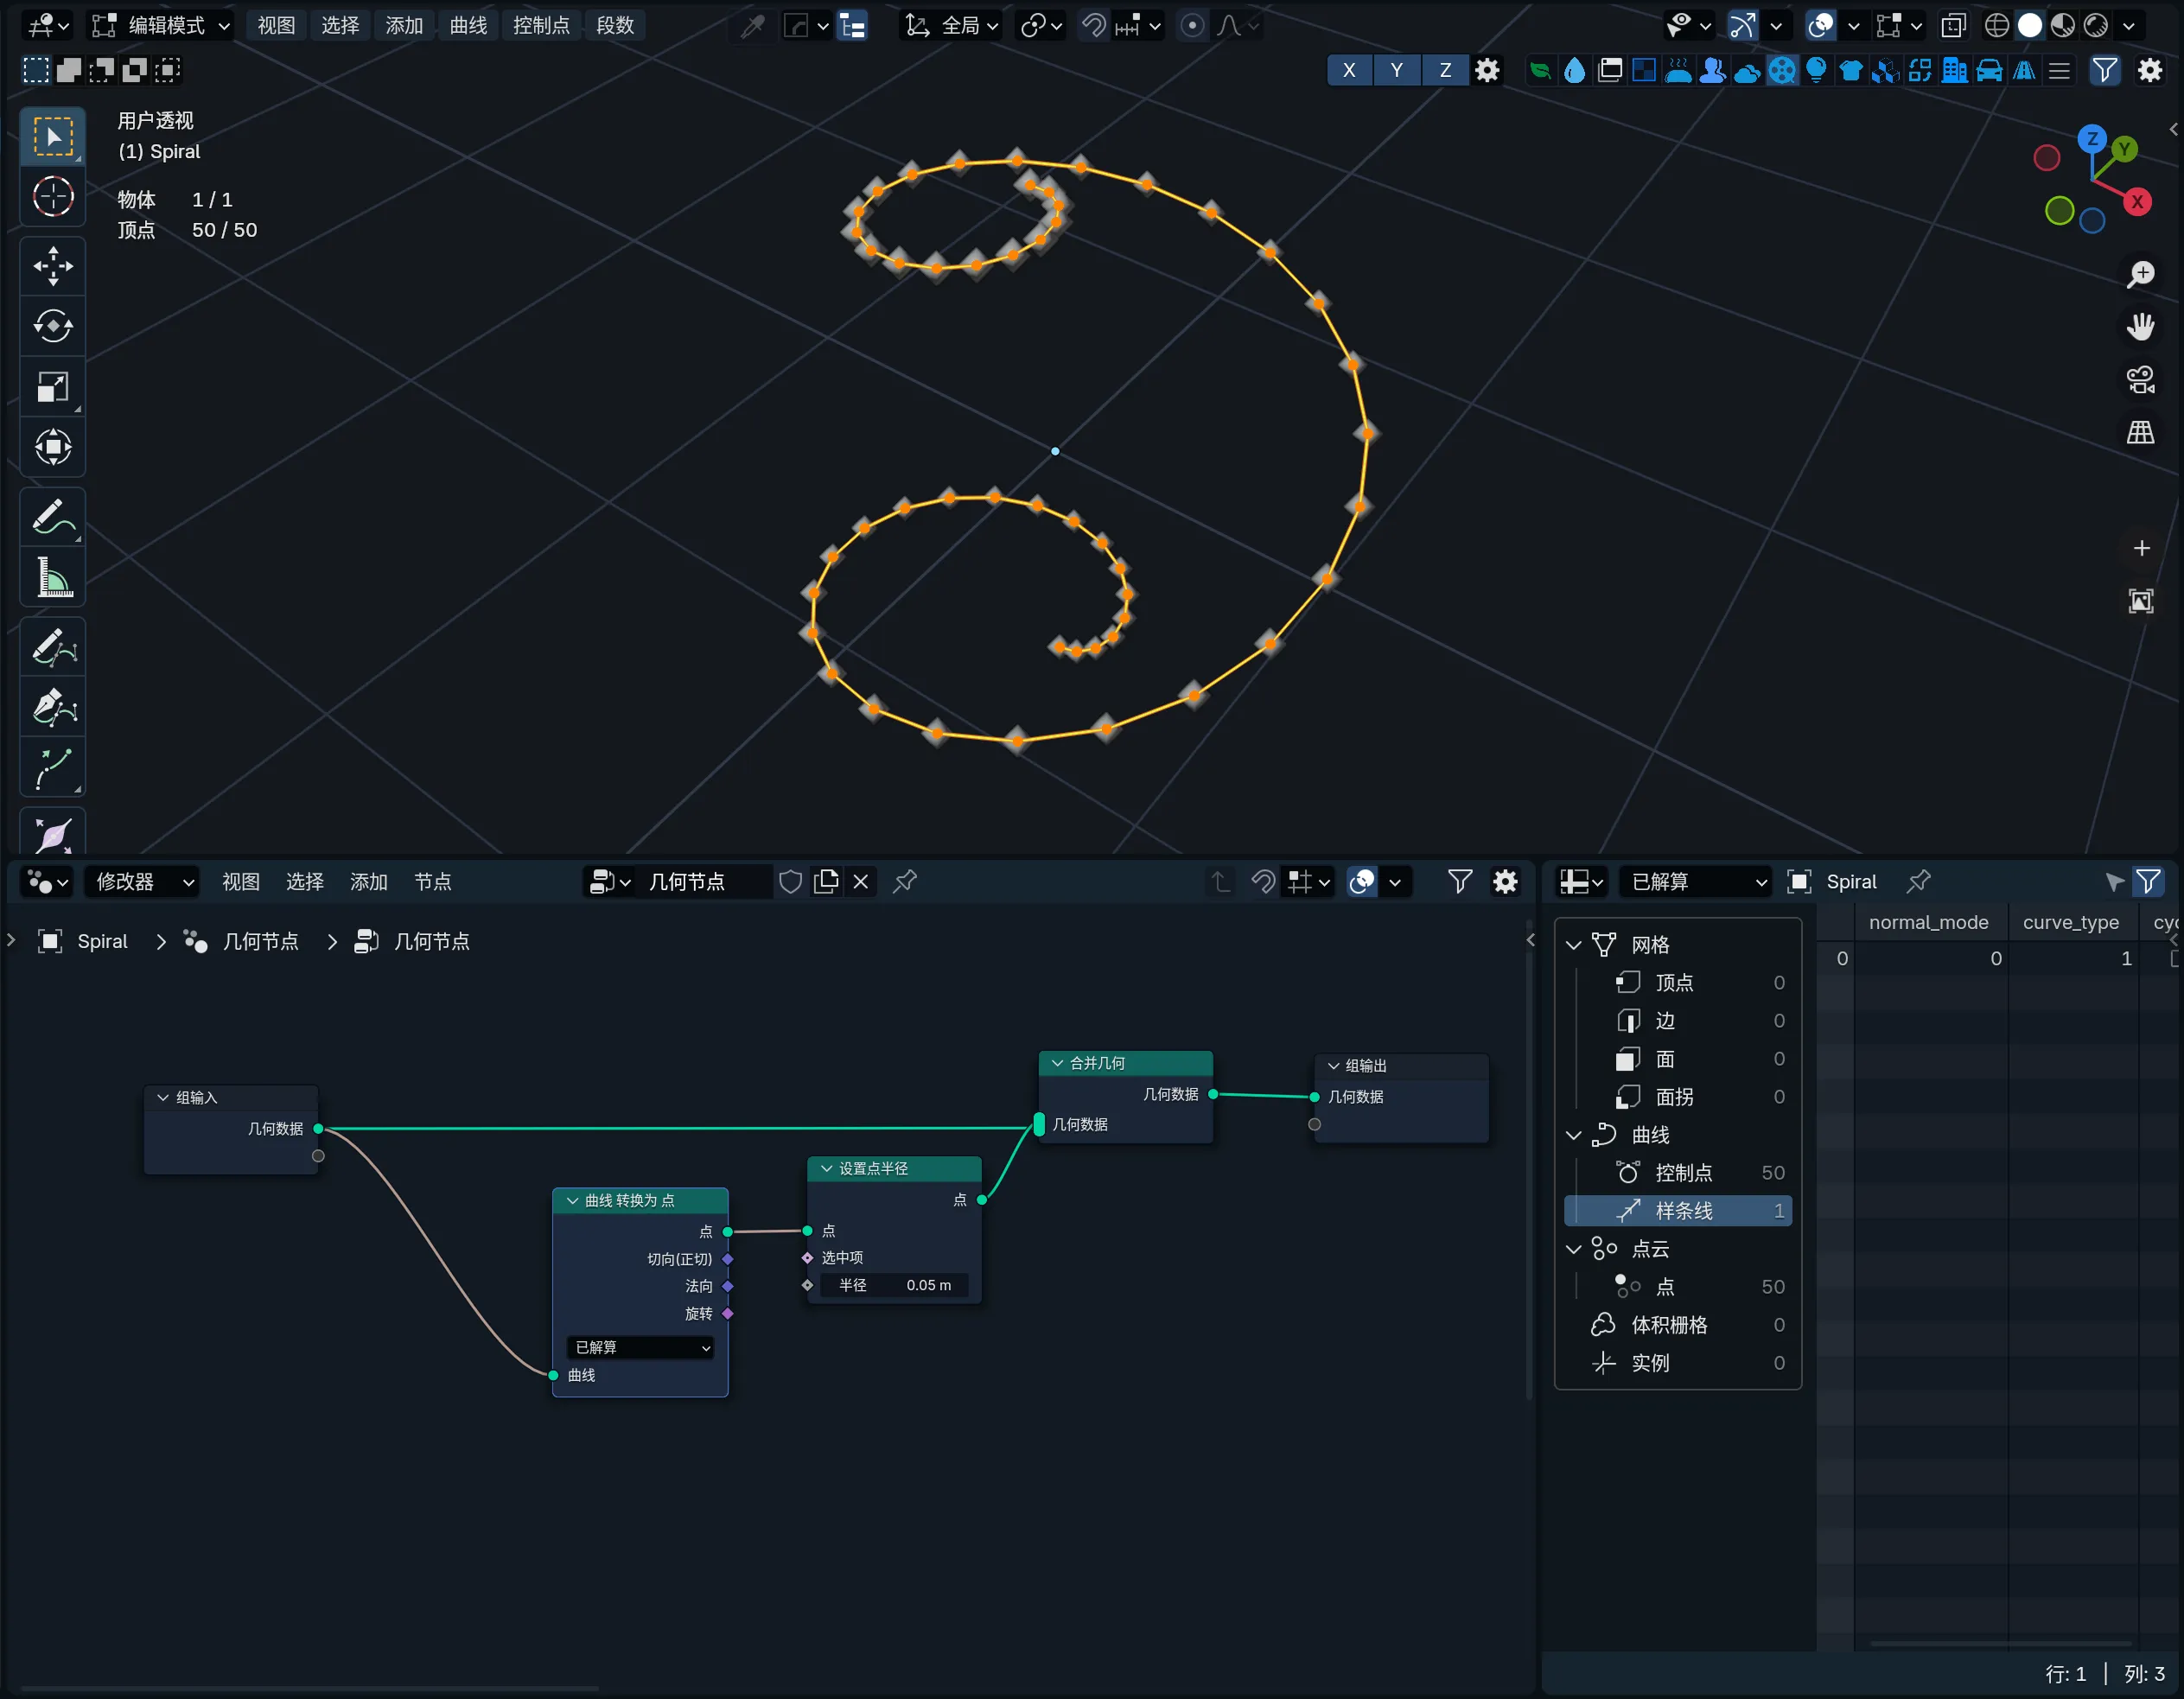 编辑模式 视图 选择 添加 曲线 控制点 段数 全局
X Y Z
用户透视
(1) Spiral
物体 1 / 1
顶点 50 / 50
Z Y X
修改器 视图 选择 添加 节点 几何节点
Spiral 几何节点 几何节点
组输入
几何数据
曲线 转换为 点
点
切向(正切)
法向
旋转
已解算
曲线
设置点半径
点
点
选中项
半径 0.05 m
合并几何
几何数据
几何数据
组输出
几何数据
已解算 Spiral
网格
顶点 0
边 0
面 0
面拐 0
曲线
控制点 50
样条线 1
点云
点 50
体积栅格 0
实例 0
normal_mode curve_type cyc
0 0 1
行: 1 | 列: 3